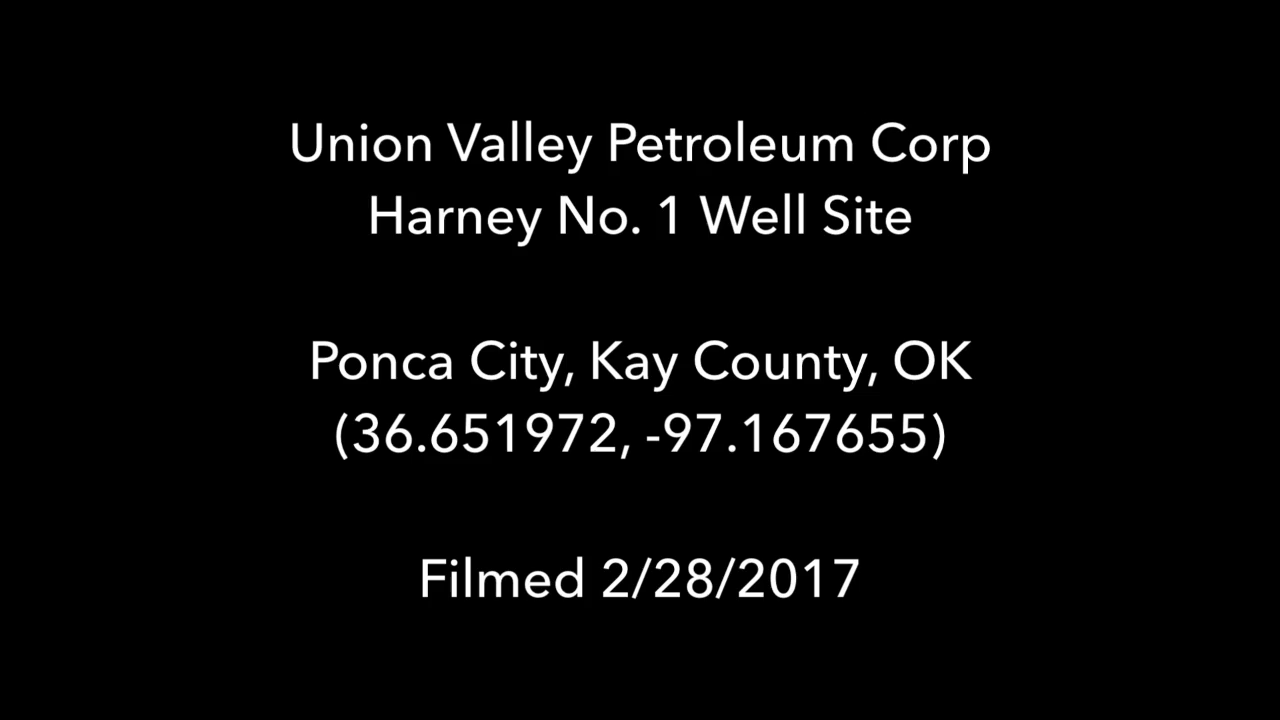 Union Valley Petroleum Corp
Harney No. 1 Well Site
Ponca City, Kay County, OK
(36.651972, -97.167655)
Filmed 2/28/2017